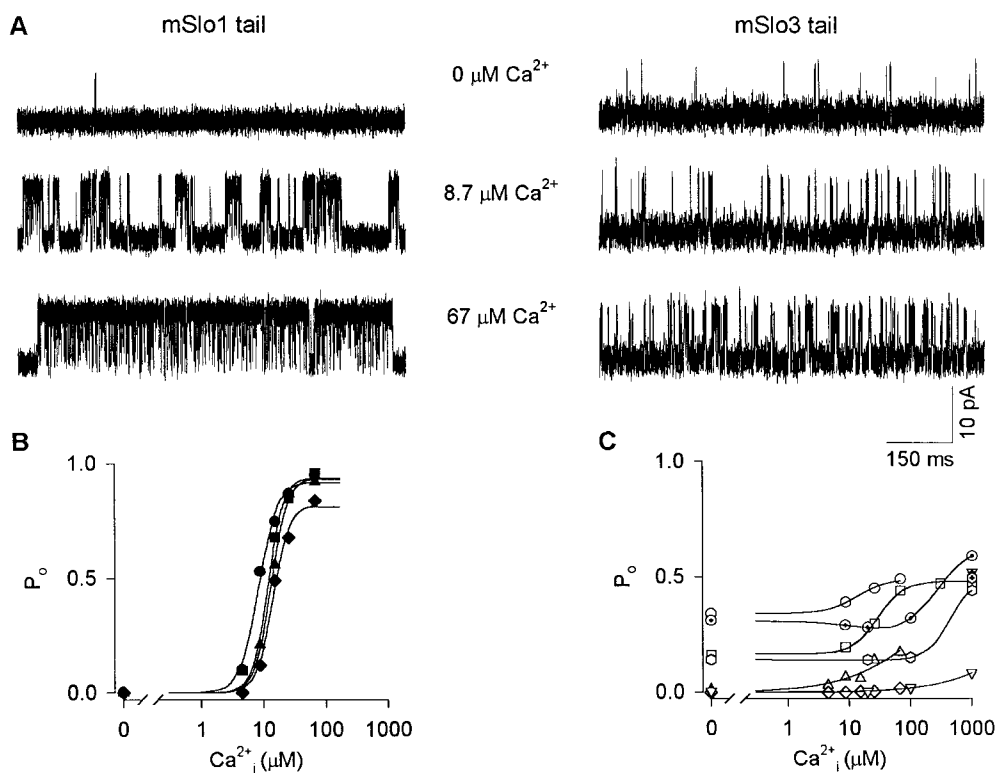 A
mSlo1 tail
mSlo3 tail
0 μM Ca²⁺
8.7 μM Ca²⁺
67 μM Ca²⁺
10 pA
150 ms
B
1.0
0.5
0.0
Pₒ
0 1 10 100 1000
Ca²⁺ᵢ (μM)
C
1.0
0.5
0.0
Pₒ
0 1 10 100 1000
Ca²⁺ᵢ (μM)